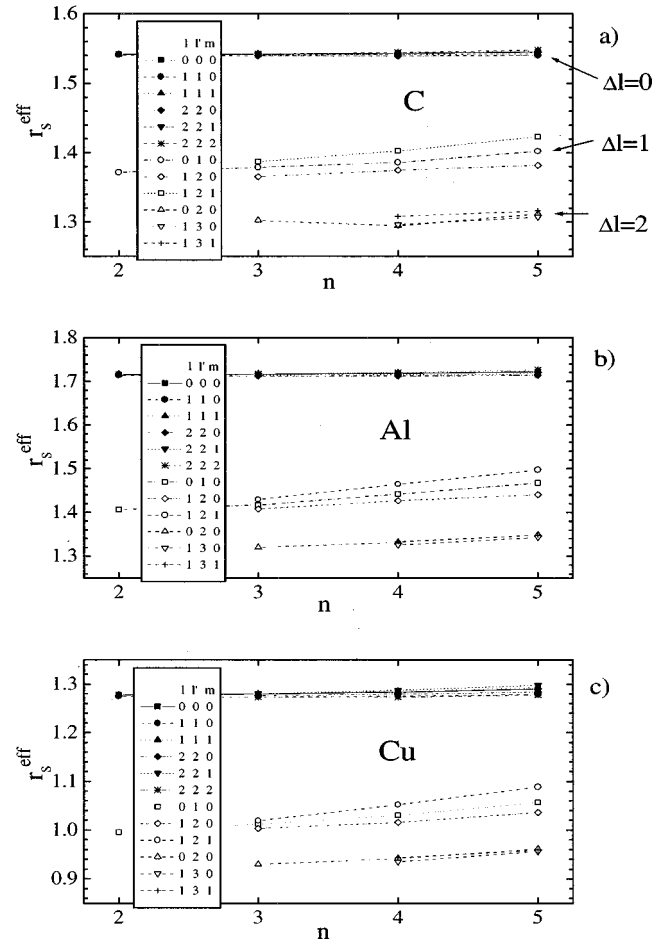 a)
1.6
1.5
1.4
1.3
r_s^eff
l l' m
0 0 0
1 1 0
1 1 1
2 2 0
2 2 1
2 2 2
0 1 0
1 2 0
1 2 1
0 2 0
1 3 0
1 3 1
C
Δl=0
Δl=1
Δl=2
2 3 4 5
n
b)
1.8
1.7
1.6
1.5
1.4
1.3
r_s^eff
l l' m
0 0 0
1 1 0
1 1 1
2 2 0
2 2 1
2 2 2
0 1 0
1 2 0
1 2 1
0 2 0
1 3 0
1 3 1
Al
2 3 4 5
n
c)
1.3
1.2
1.1
1.0
0.9
r_s^eff
l l' m
0 0 0
1 1 0
1 1 1
2 2 0
2 2 1
2 2 2
0 1 0
1 2 0
1 2 1
0 2 0
1 3 0
1 3 1
Cu
2 3 4 5
n